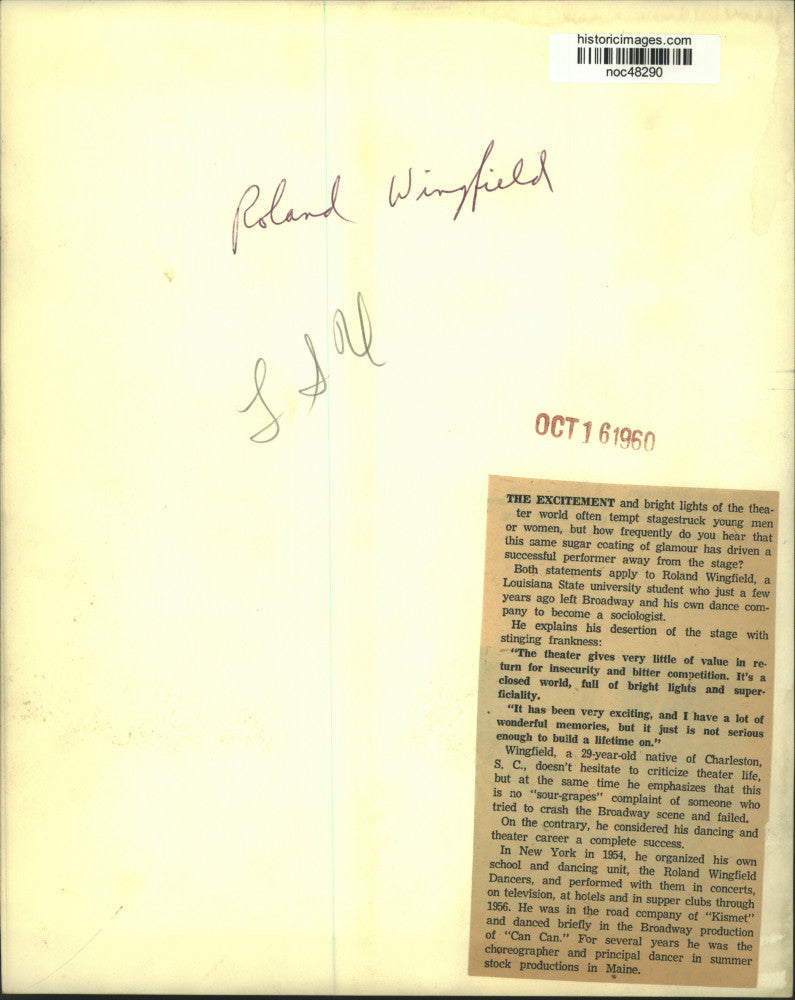 historicimages.com
noc48290
Roland Wingfield
OCT 16 1960
THE EXCITEMENT and bright lights of the thea-
ter world often tempt stagestruck young men
or women, but how frequently do you hear that
this same sugar coating of glamour has driven a
successful performer away from the stage?
Both statements apply to Roland Wingfield, a
Louisiana State university student who just a few
years ago left Broadway and his own dance com-
pany to become a sociologist.
He explains his desertion of the stage with
stinging frankness:
"The theater gives very little of value in re-
turn for insecurity and bitter competition. It's a
closed world, full of bright lights and super-
ficiality.
"It has been very exciting, and I have a lot of
wonderful memories, but it just is not serious
enough to build a lifetime on."
Wingfield, a 29-year-old native of Charleston,
S. C., doesn't hesitate to criticize theater life,
but at the same time he emphasizes that this
is no "sour-grapes" complaint of someone who
tried to crash the Broadway scene and failed.
On the contrary, he considered his dancing and
theater career a complete success.
In New York in 1954, he organized his own
school and dancing unit, the Roland Wingfield
Dancers, and performed with them in concerts,
on television, at hotels and in supper clubs through
1956. He was in the road company of "Kismet"
and danced briefly in the Broadway production
of "Can Can." For several years he was the
choreographer and principal dancer in summer
stock productions in Maine.